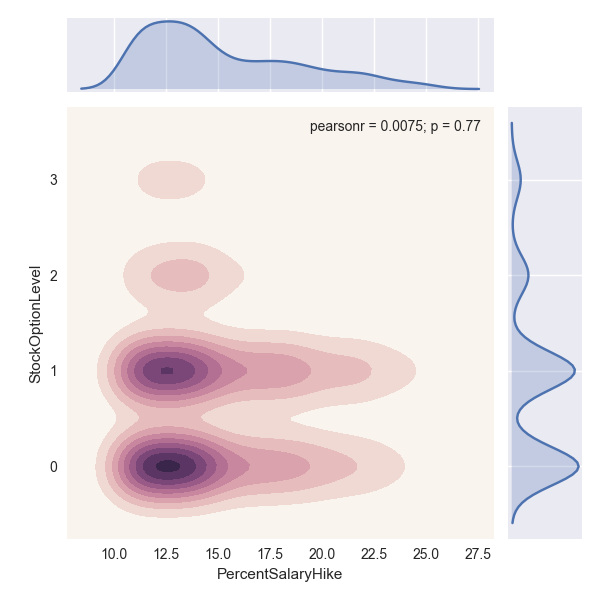 pearsonr = 0.0075; p = 0.77
3
2
1
0
StockOptionLevel
10.0 12.5 15.0 17.5 20.0 22.5 25.0 27.5
PercentSalaryHike